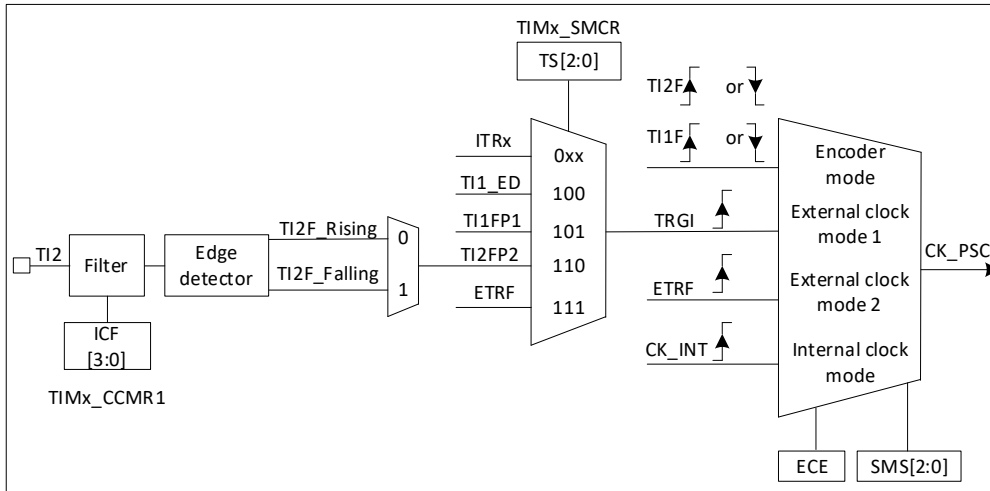 TIMx_SMCR
TS[2:0]
TI2F or
TI1F or
ITRx 0xx
TI1_ED 100
TI1FP1 101
TI2FP2 110
ETRF 111
TI2
Filter
Edge
detector
TI2F_Rising 0
TI2F_Falling 1
ICF
[3:0]
TIMx_CCMR1
TRGI
ETRF
CK_INT
Encoder
mode
External clock
mode 1
External clock
mode 2
Internal clock
mode
CK_PSC
ECE
SMS[2:0]